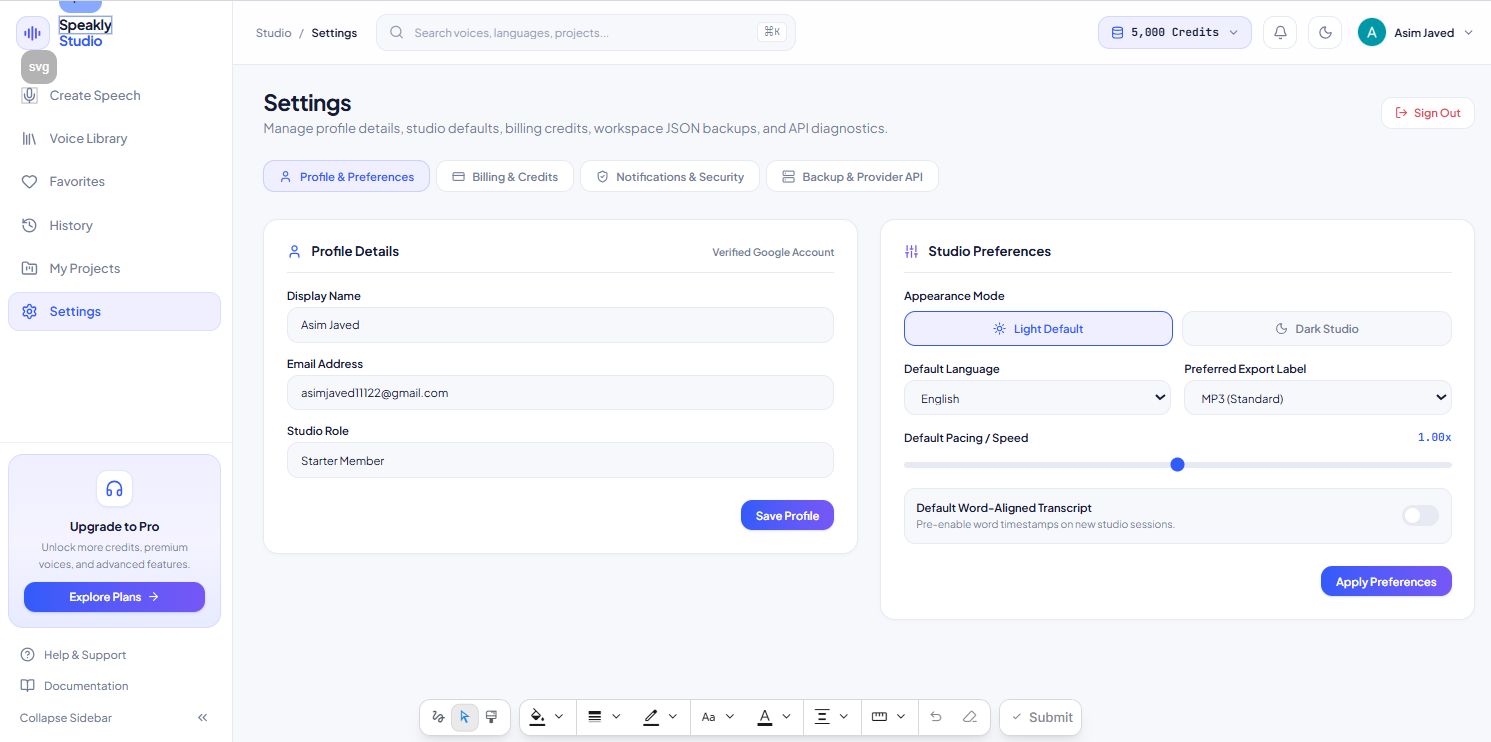 Speakly
Studio
svg
Create Speech
Voice Library
Favorites
History
My Projects
Settings
Upgrade to Pro
Unlock more credits, premium
voices, and advanced features.
Explore Plans →
Help & Support
Documentation
Collapse Sidebar «
Studio / Settings
Search voices, languages, projects...
⌘K
5,000 Credits
A
Asim Javed
Settings
Manage profile details, studio defaults, billing credits, workspace JSON backups, and API diagnostics.
Sign Out
Profile & Preferences
Billing & Credits
Notifications & Security
Backup & Provider API
Profile Details
Verified Google Account
Display Name
Asim Javed
Email Address
asimjaved11122@gmail.com
Studio Role
Starter Member
Save Profile
Studio Preferences
Appearance Mode
Light Default
Dark Studio
Default Language
Preferred Export Label
English
MP3 (Standard)
Default Pacing / Speed
1.00x
Default Word-Aligned Transcript
Pre-enable word timestamps on new studio sessions.
Apply Preferences
Aa
A
Submit